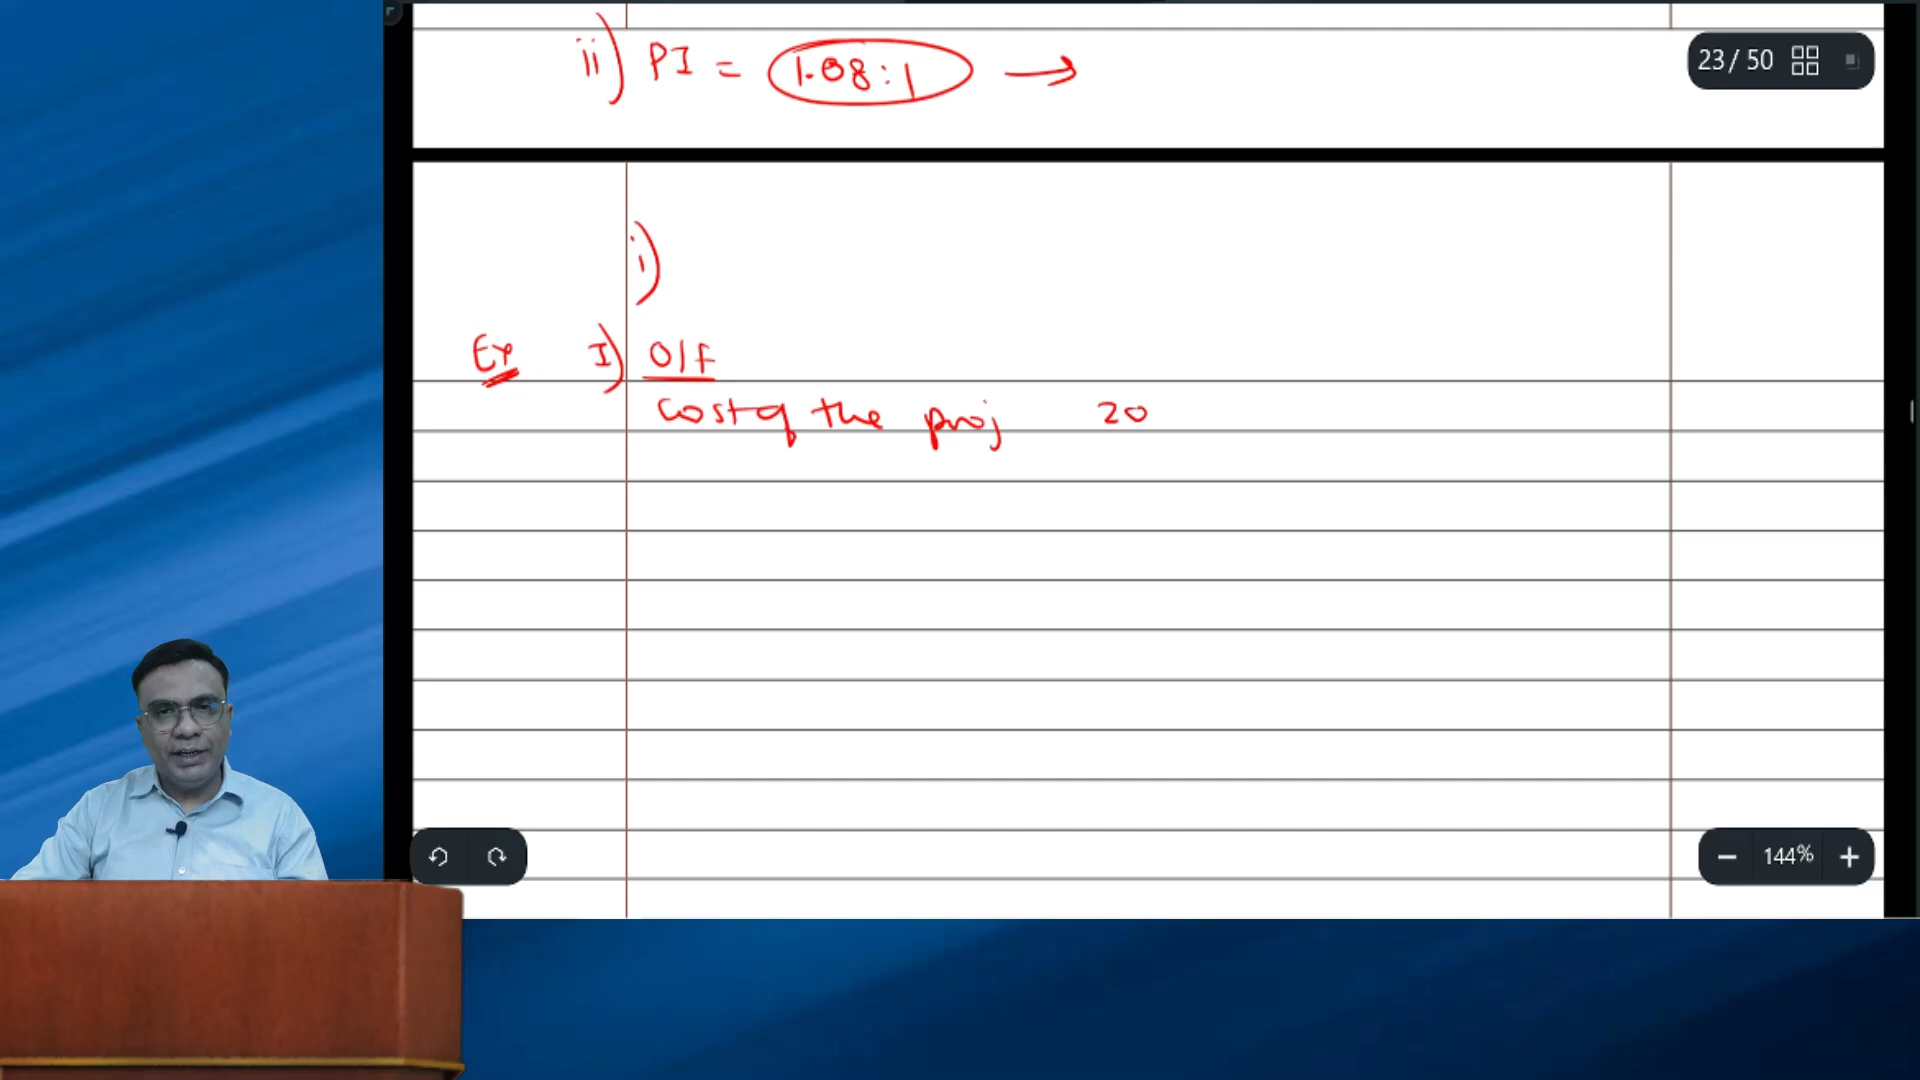 ii) PI = 1.08:1 →
23 / 50
i)
Ex I) O/F
Cost of the proj 20
144%